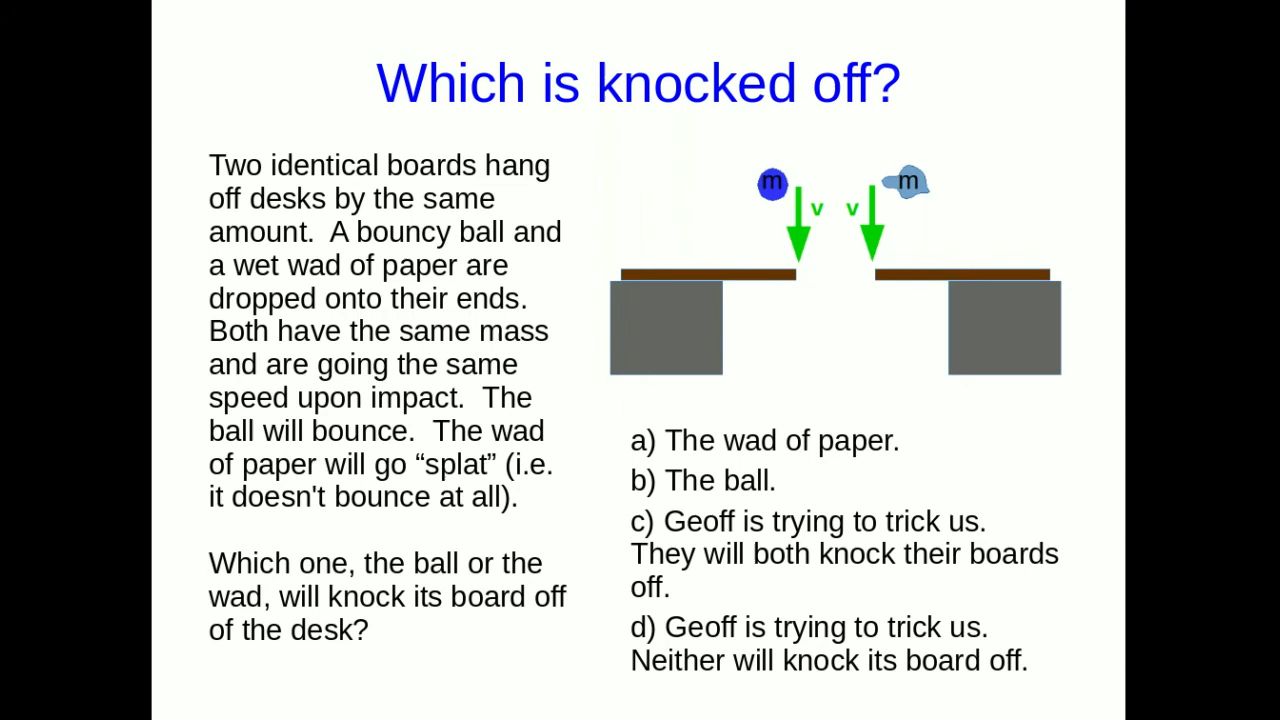 Which is knocked off?
Two identical boards hang
off desks by the same
amount.  A bouncy ball and
a wet wad of paper are
dropped onto their ends.
Both have the same mass
and are going the same
speed upon impact.  The
ball will bounce.  The wad
of paper will go “splat” (i.e.
it doesn't bounce at all).
Which one, the ball or the
wad, will knock its board off
of the desk?
m
m
v
v
a) The wad of paper.
b) The ball.
c) Geoff is trying to trick us.
They will both knock their boards
off.
d) Geoff is trying to trick us.
Neither will knock its board off.